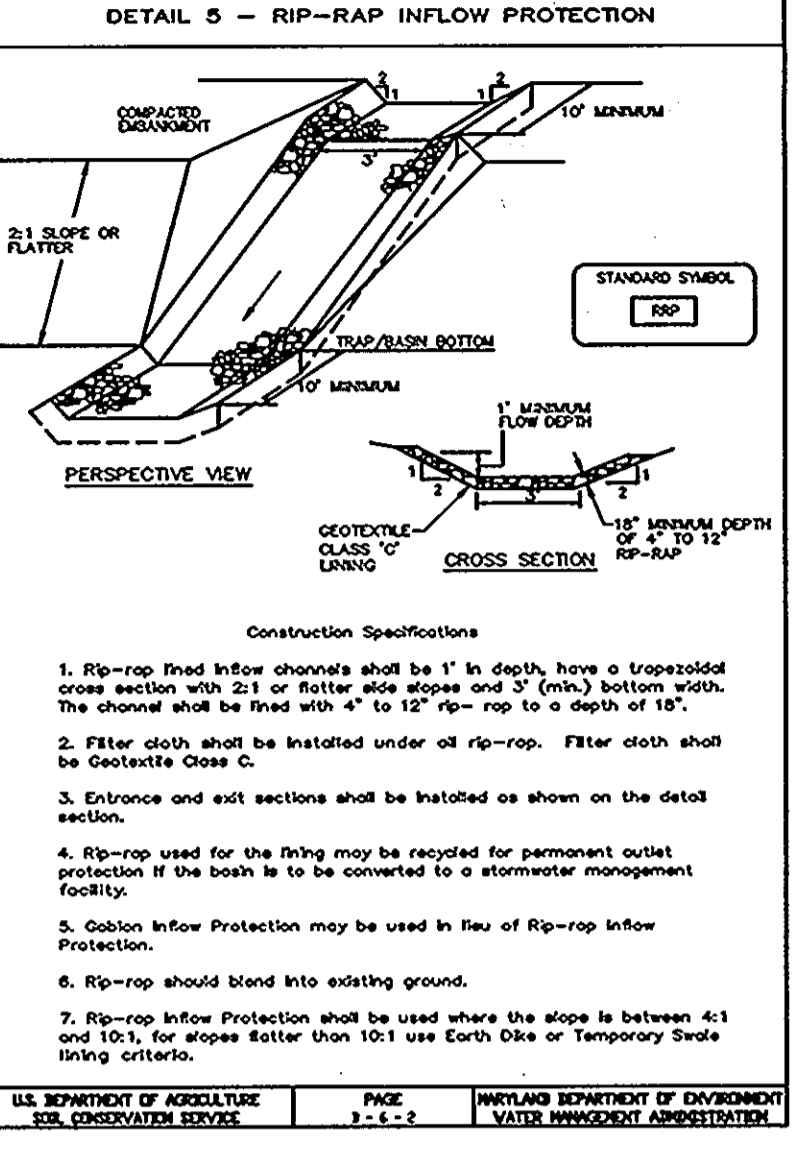 DETAIL 5 — RIP-RAP INFLOW PROTECTION
2
1
2
1
COMPACTED
EMBANKMENT
10' MINIMUM
3'
2:1 SLOPE OR
FLATTER
STANDARD SYMBOL
RRP
TRAP/BASIN BOTTOM
10' MINIMUM
1' MINIMUM
FLOW DEPTH
PERSPECTIVE VIEW
1
2
3'
1
2
GEOTEXTILE
CLASS 'C'
LINING
18" MINIMUM DEPTH
OF 4" TO 12"
RIP-RAP
CROSS SECTION
Construction Specifications
1. Rip-rap lined inflow channels shall be 1' in depth, have a trapezoidal
cross section with 2:1 or flatter side slopes and 3' (min.) bottom width.
The channel shall be lined with 4" to 12" rip- rap to a depth of 18".
2. Filter cloth shall be installed under all rip-rap. Filter cloth shall
be Geotextile Class C.
3. Entrance and exit sections shall be installed as shown on the detail
section.
4. Rip-rap used for the lining may be recycled for permanent outlet
protection if the basin is to be converted to a stormwater management
facility.
5. Gabion Inflow Protection may be used in lieu of Rip-rap Inflow
Protection.
6. Rip-rap should blend into existing ground.
7. Rip-rap Inflow Protection shall be used where the slope is between 4:1
and 10:1, for slopes flatter than 10:1 use Earth Dike or Temporary Swale
lining criteria.
U.S. DEPARTMENT OF AGRICULTURE
SOIL CONSERVATION SERVICE
PAGE
3 - 6 - 2
MARYLAND DEPARTMENT OF ENVIRONMENT
WATER MANAGEMENT ADMINISTRATION